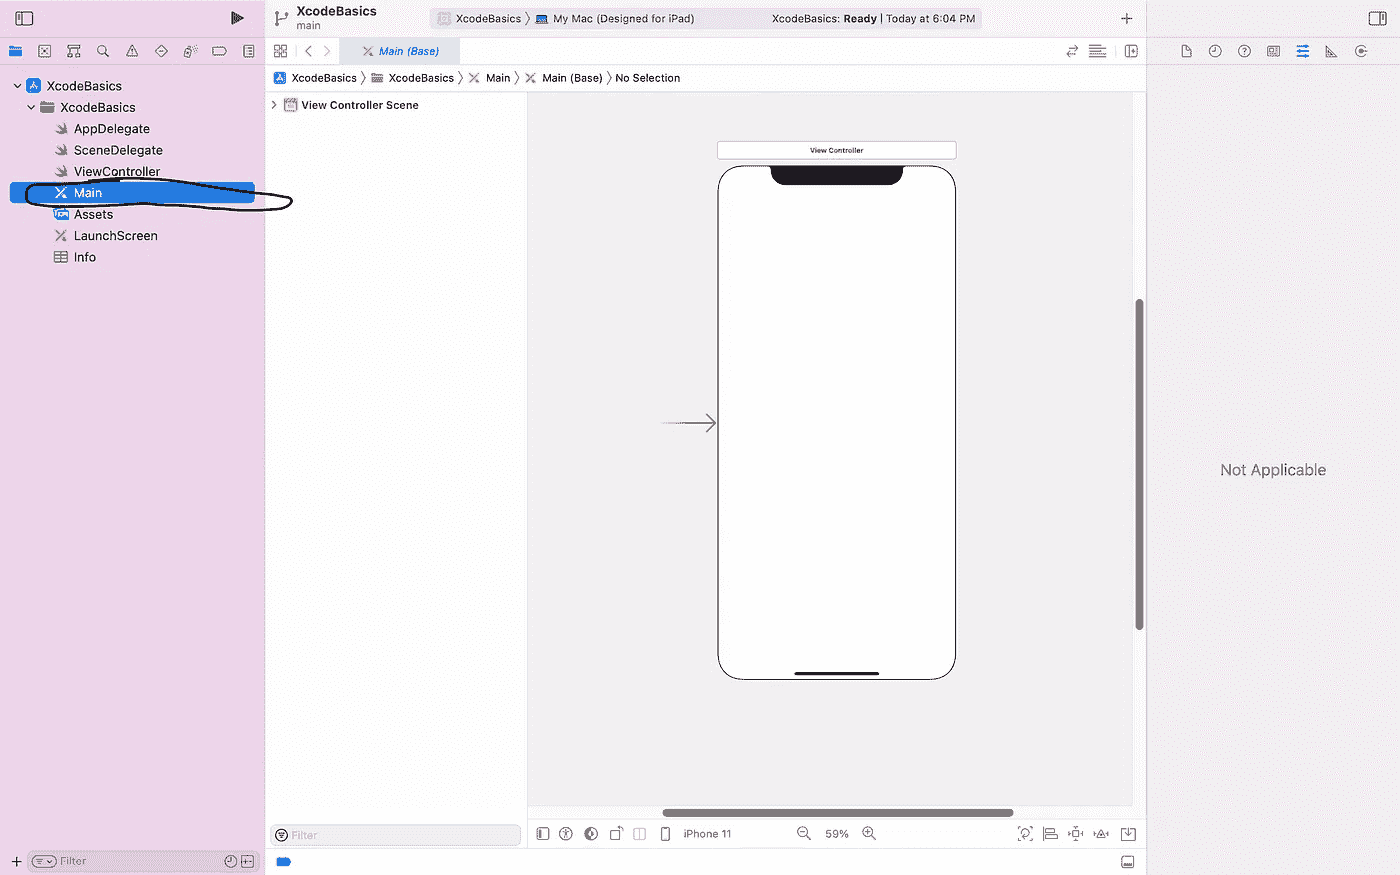 XcodeBasics
main
XcodeBasics
My Mac (Designed for iPad)
XcodeBasics: Ready | Today at 6:04 PM
Main (Base)
XcodeBasics
XcodeBasics
Main
Main (Base)
No Selection
XcodeBasics
XcodeBasics
AppDelegate
SceneDelegate
ViewController
Main
Assets
LaunchScreen
Info
View Controller Scene
View Controller
Not Applicable
Filter
iPhone 11
59%
Filter